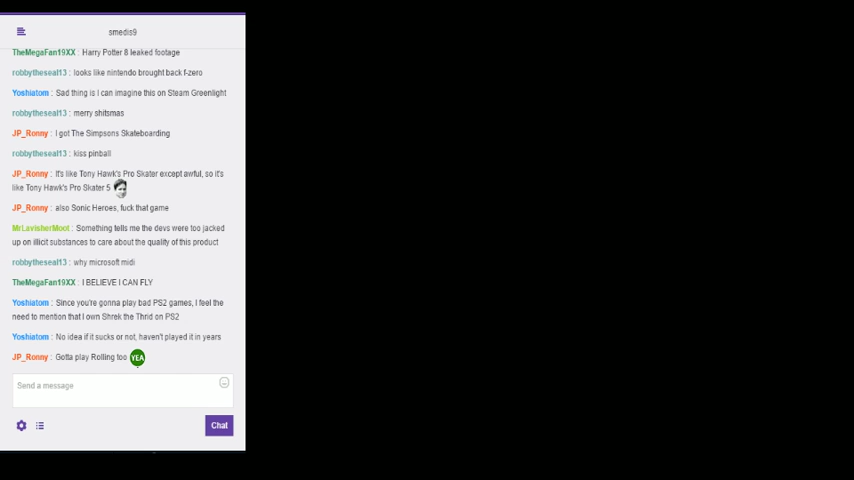 smedis9
TheMegaFan19XX : Harry Potter 8 leaked footage
robbytheseal13 : looks like nintendo brought back f-zero
Yoshiatom : Sad thing is I can imagine this on Steam Greenlight
robbytheseal13 : merry shitsmas
JP_Ronny : I got The Simpsons Skateboarding
robbytheseal13 : kiss pinball
JP_Ronny : It's like Tony Hawk's Pro Skater except awful, so it's
like Tony Hawk's Pro Skater 5
JP_Ronny : also Sonic Heroes, fuck that game
MrLavisherMoot : Something tells me the devs were too jacked
up on illicit substances to care about the quality of this product
robbytheseal13 : why microsoft midi
TheMegaFan19XX : I BELIEVE I CAN FLY
Yoshiatom : Since you're gonna play bad PS2 games, I feel the
need to mention that I own Shrek the Thrid on PS2
Yoshiatom : No idea if it sucks or not, haven't played it in years
JP_Ronny : Gotta play Rolling too YEA
Send a message
Chat